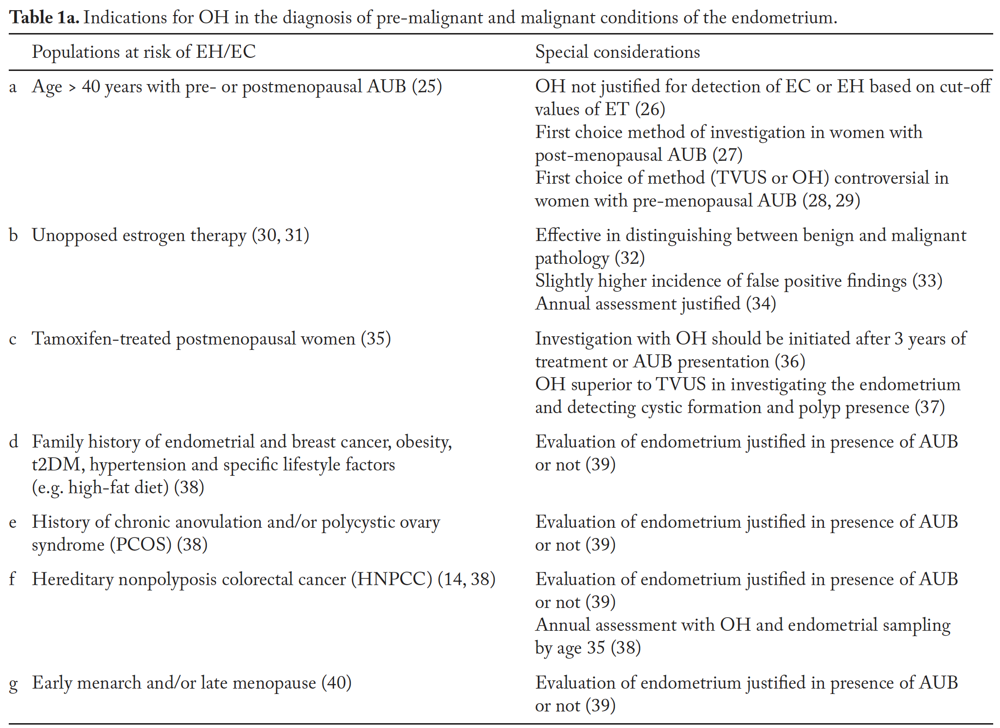 Table 1a. Indications for OH in the diagnosis of pre-malignant and malignant conditions of the endometrium.
Populations at risk of EH/EC
Special considerations
a Age > 40 years with pre- or postmenopausal AUB (25)
OH not justified for detection of EC or EH based on cut-off
values of ET (26)
First choice method of investigation in women with
post-menopausal AUB (27)
First choice of method (TVUS or OH) controversial in
women with pre-menopausal AUB (28, 29)
b Unopposed estrogen therapy (30, 31)
Effective in distinguishing between benign and malignant
pathology (32)
Slightly higher incidence of false positive findings (33)
Annual assessment justified (34)
c Tamoxifen-treated postmenopausal women (35)
Investigation with OH should be initiated after 3 years of
treatment or AUB presentation (36)
OH superior to TVUS in investigating the endometrium
and detecting cystic formation and polyp presence (37)
d Family history of endometrial and breast cancer, obesity,
t2DM, hypertension and specific lifestyle factors
(e.g. high-fat diet) (38)
Evaluation of endometrium justified in presence of AUB
or not (39)
e History of chronic anovulation and/or polycystic ovary
syndrome (PCOS) (38)
Evaluation of endometrium justified in presence of AUB
or not (39)
f Hereditary nonpolyposis colorectal cancer (HNPCC) (14, 38)
Evaluation of endometrium justified in presence of AUB
or not (39)
Annual assessment with OH and endometrial sampling
by age 35 (38)
g Early menarch and/or late menopause (40)
Evaluation of endometrium justified in presence of AUB
or not (39)